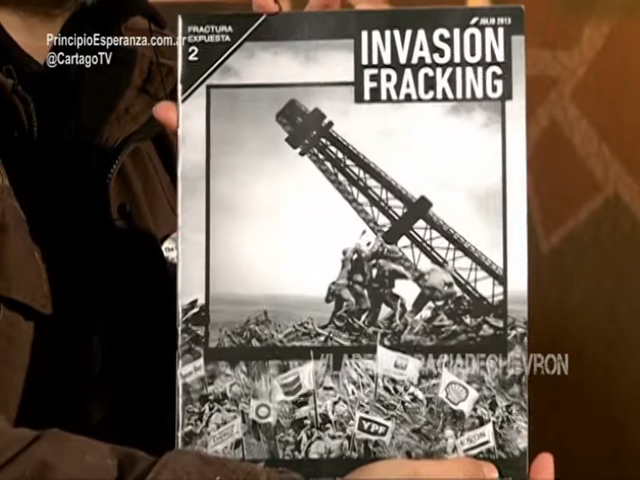 PrincipioEsperanza.com.ar
@CartagoTV
FRACTURA
EXPUESTA
2
JULIO 2013
INVASIÓN
FRACKING
YPF